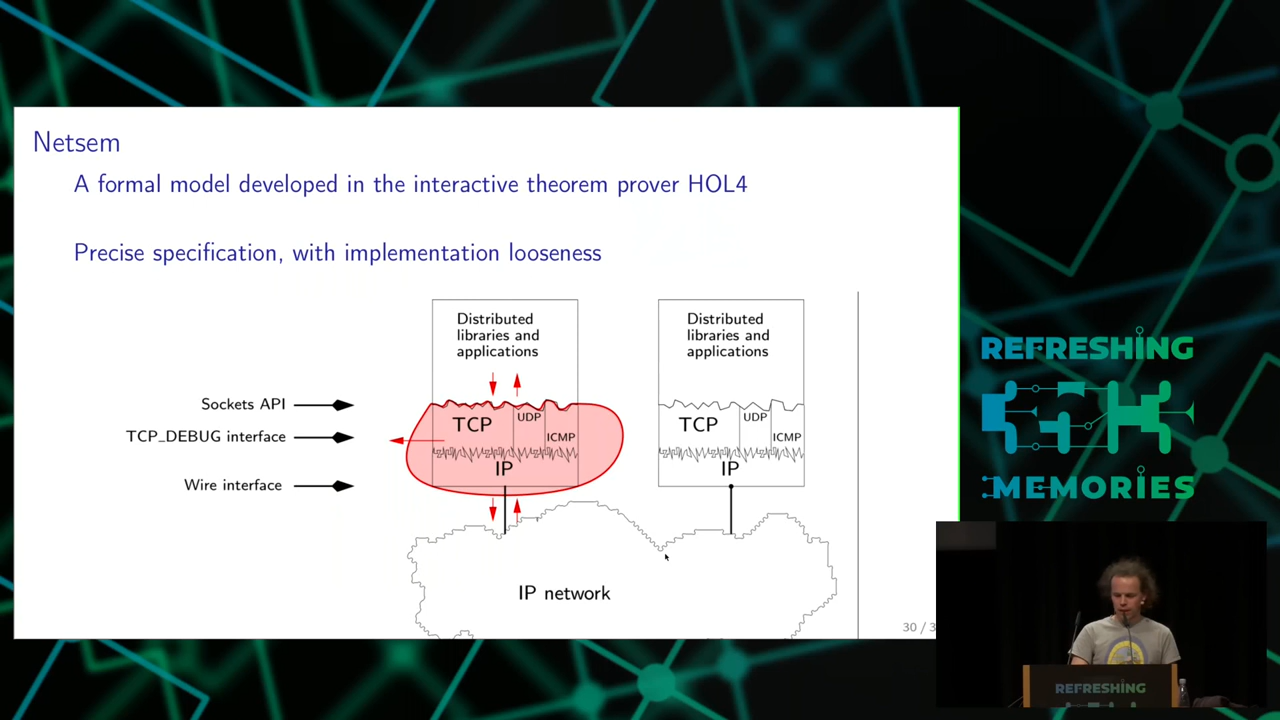 Netsem
A formal model developed in the interactive theorem prover HOL4
Precise specification, with implementation looseness
Distributed
libraries and
applications
Distributed
libraries and
applications
Sockets API
TCP_DEBUG interface
Wire interface
TCP
UDP
ICMP
IP
TCP
UDP
ICMP
IP
IP network
30 / 3
REFRESHING
MEMORIES
REFRESHING